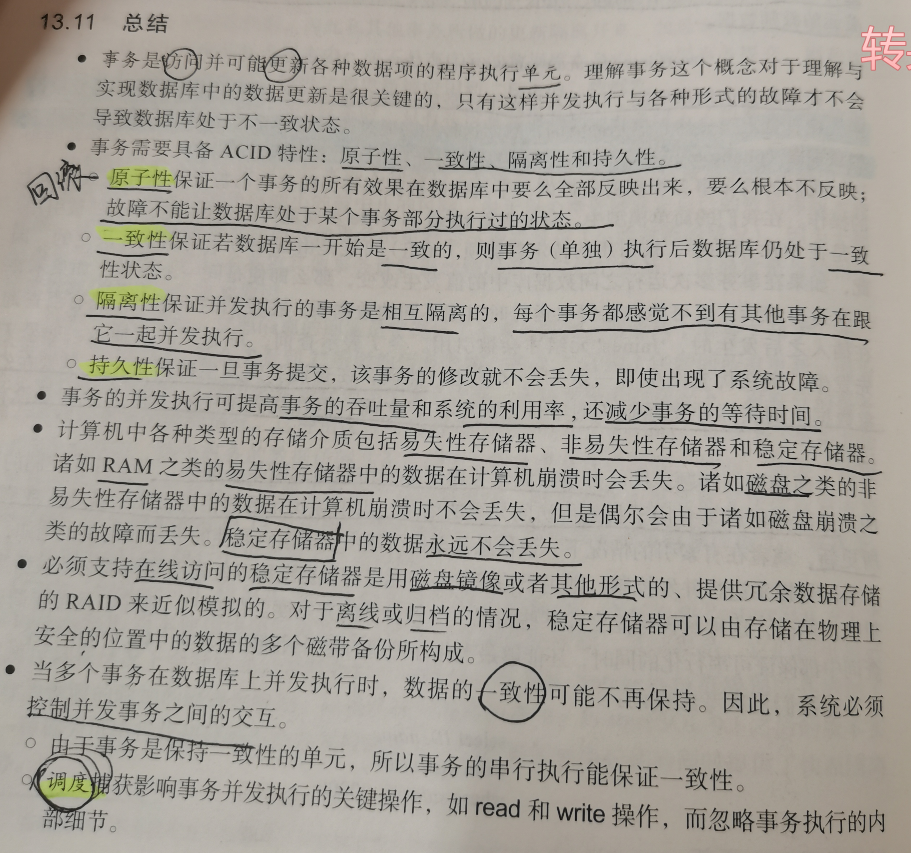 13.11 总结
转
• 事务是访问并可能更新各种数据项的程序执行单元。理解事务这个概念对于理解与
实现数据库中的数据更新是很关键的，只有这样并发执行与各种形式的故障才不会
导致数据库处于不一致状态。
• 事务需要具备 ACID 特性：原子性、一致性、隔离性和持久性。
回滚
○ 原子性保证一个事务的所有效果在数据库中要么全部反映出来，要么根本不反映；
故障不能让数据库处于某个事务部分执行过的状态。
○ 一致性保证若数据库一开始是一致的，则事务（单独）执行后数据库仍处于一致
性状态。
○ 隔离性保证并发执行的事务是相互隔离的，每个事务都感觉不到有其他事务在跟
它一起并发执行。
○ 持久性保证一旦事务提交，该事务的修改就不会丢失，即使出现了系统故障。
• 事务的并发执行可提高事务的吞吐量和系统的利用率，还减少事务的等待时间。
• 计算机中各种类型的存储介质包括易失性存储器、非易失性存储器和稳定存储器。
诸如 RAM 之类的易失性存储器中的数据在计算机崩溃时会丢失。诸如磁盘之类的非
易失性存储器中的数据在计算机崩溃时不会丢失，但是偶尔会由于诸如磁盘崩溃之
类的故障而丢失。稳定存储器中的数据永远不会丢失。
• 必须支持在线访问的稳定存储器是用磁盘镜像或者其他形式的、提供冗余数据存储
的 RAID 来近似模拟的。对于离线或归档的情况，稳定存储器可以由存储在物理上
安全的位置中的数据的多个磁带备份所构成。
• 当多个事务在数据库上并发执行时，数据的一致性可能不再保持。因此，系统必须
控制并发事务之间的交互。
○ 由于事务是保持一致性的单元，所以事务的串行执行能保证一致性。
○ 调度捕获影响事务并发执行的关键操作，如 read 和 write 操作，而忽略事务执行的内
部细节。